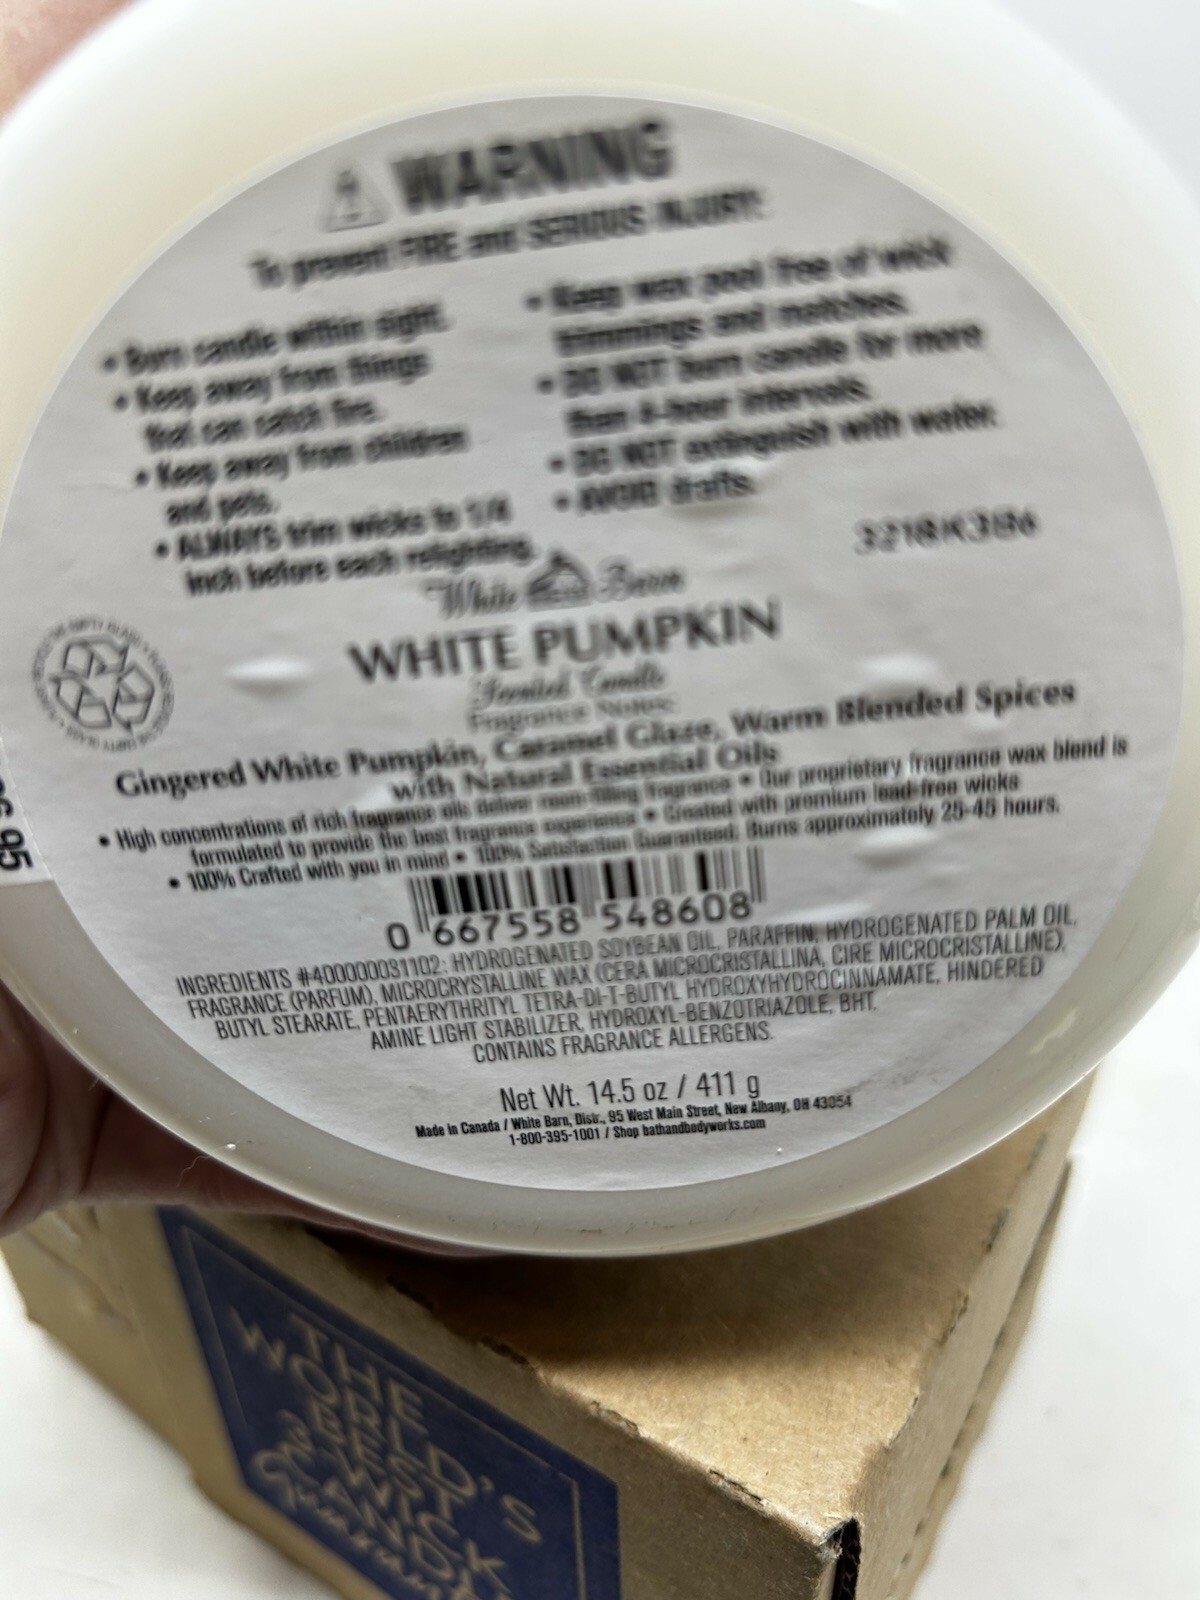 WARNING
To prevent FIRE and SERIOUS INJURY:
• Burn candle within sight.
• Keep away from things
that can catch fire.
• Keep away from children
and pets.
• ALWAYS trim wicks to 1/4
inch before each relighting.
• Keep wax pool free of wick
trimmings and matches.
• DO NOT burn candle for more
than 4-hour intervals.
• DO NOT extinguish with water.
• AVOID drafts.
3218K3B6
White Barn
WHITE PUMPKIN
Scented Candle
Fragrance Notes:
Gingered White Pumpkin, Caramel Glaze, Warm Blended Spices
with Natural Essential Oils
• High concentrations of rich fragrance oils deliver room-filling fragrance • Our proprietary fragrance wax blend is
formulated to provide the best fragrance experience • Created with premium lead-free wicks
• 100% Crafted with you in mind • 100% Satisfaction Guaranteed. Burns approximately 25-45 hours.
0 667558 548608
INGREDIENTS #400000031102: HYDROGENATED SOYBEAN OIL, PARAFFIN, HYDROGENATED PALM OIL,
FRAGRANCE (PARFUM), MICROCRYSTALLINE WAX (CERA MICROCRISTALLINA, CIRE MICROCRISTALLINE),
BUTYL STEARATE, PENTAERYTHRITYL TETRA-DI-T-BUTYL HYDROXYHYDROCINNAMATE, HINDERED
AMINE LIGHT STABILIZER, HYDROXYL-BENZOTRIAZOLE, BHT.
CONTAINS FRAGRANCE ALLERGENS.
Net Wt. 14.5 oz / 411 g
Made in Canada / White Barn, Distr., 95 West Main Street, New Albany, OH 43054
1-800-395-1001 / Shop bathandbodyworks.com
THE
WORLD'S
BEST
3-WICK
CANDLE